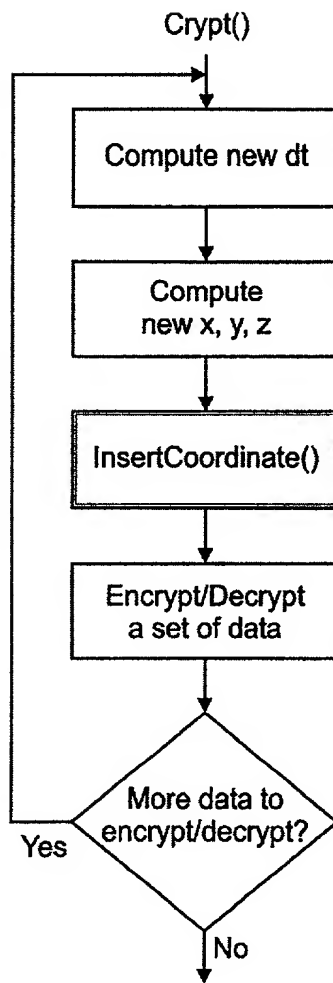 Crypt()
Compute new dt
Compute
new x, y, z
InsertCoordinate()
Encrypt/Decrypt
a set of data
More data to
encrypt/decrypt?
Yes
No